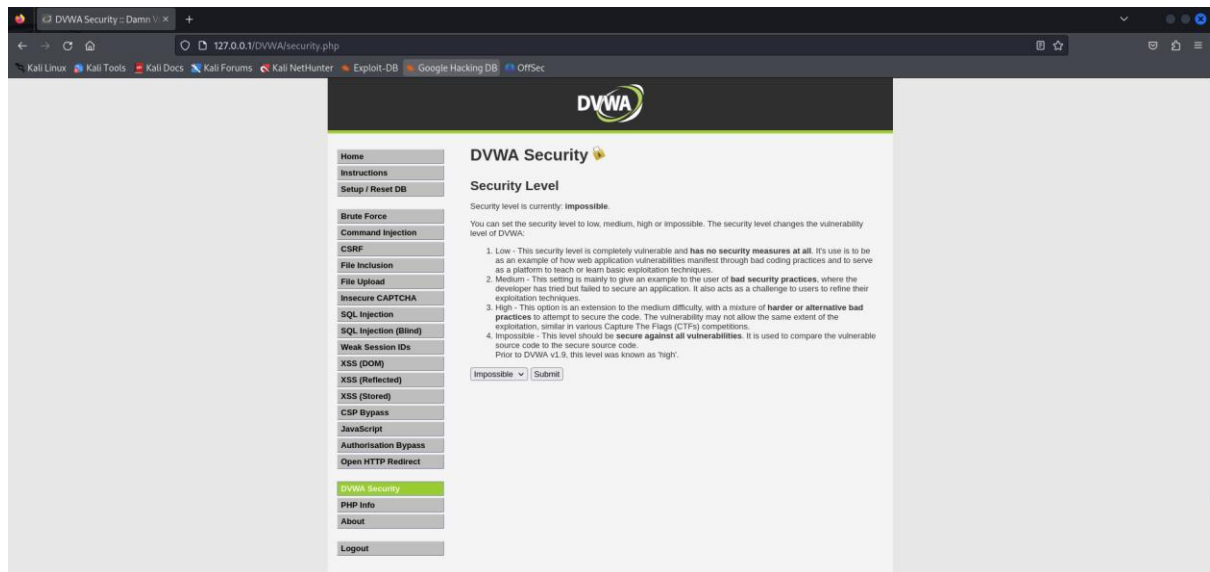 DVWA Security :: Damn V
127.0.0.1/DVWA/security.php
Kali Linux Kali Tools Kali Docs Kali Forums Kali NetHunter Exploit-DB Google Hacking DB OffSec
DVWA
Home
Instructions
Setup / Reset DB
Brute Force
Command Injection
CSRF
File Inclusion
File Upload
Insecure CAPTCHA
SQL Injection
SQL Injection (Blind)
Weak Session IDs
XSS (DOM)
XSS (Reflected)
XSS (Stored)
CSP Bypass
JavaScript
Authorisation Bypass
Open HTTP Redirect
DVWA Security
PHP Info
About
Logout
DVWA Security
Security Level
Security level is currently: impossible.
You can set the security level to low, medium, high or impossible. The security level changes the vulnerability
level of DVWA:
1. Low - This security level is completely vulnerable and has no security measures at all. It's use is to be
as an example of how web application vulnerabilities manifest through bad coding practices and to serve
as a platform to teach or learn basic exploitation techniques.
2. Medium - This setting is mainly to give an example to the user of bad security practices, where the
developer has tried but failed to secure an application. It also acts as a challenge to users to refine their
exploitation techniques.
3. High - This option is an extension to the medium difficulty, with a mixture of harder or alternative bad
practices to attempt to secure the code. The vulnerability may not allow the same extent of the
exploitation, similar in various Capture The Flags (CTFs) competitions.
4. Impossible - This level should be secure against all vulnerabilities. It is used to compare the vulnerable
source code to the secure source code.
Prior to DVWA v1.9, this level was known as 'high'.
Impossible Submit